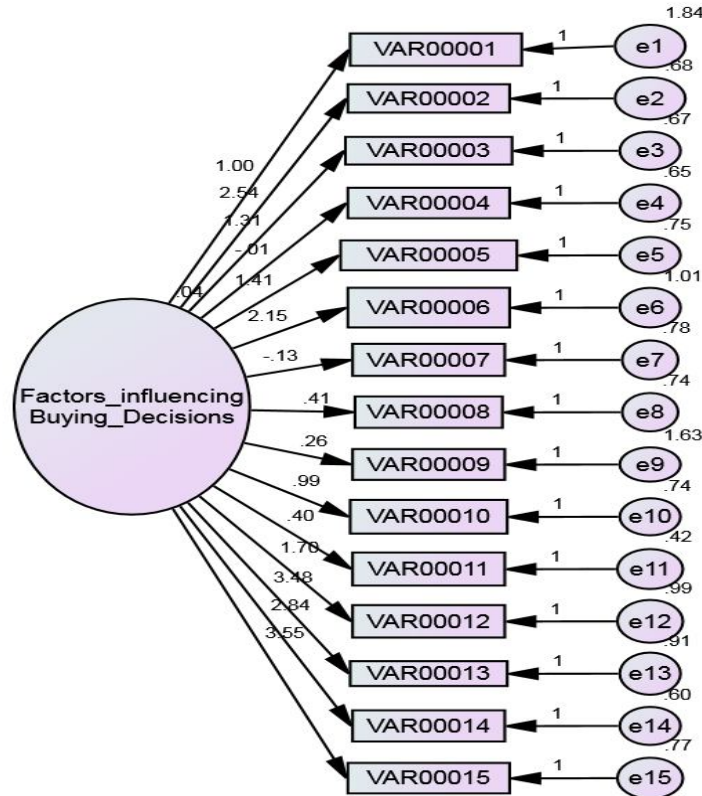 1.84
VAR00001 1 e1
.68
VAR00002 1 e2
.67
VAR00003 1 e3
.65
1.00
2.54
VAR00004 1 e4
.75
1.31
-.01
VAR00005 1 e5
1.01
1.41
.04
VAR00006 1 e6
.78
2.15
-.13
VAR00007 1 e7
.74
Factors_influencing
Buying_Decisions
.41
VAR00008 1 e8
1.63
.26
VAR00009 1 e9
.74
.99
VAR00010 1 e10
.42
.40
VAR00011 1 e11
.99
1.70
VAR00012 1 e12
.91
3.48
2.84
VAR00013 1 e13
.60
3.55
VAR00014 1 e14
.77
VAR00015 1 e15